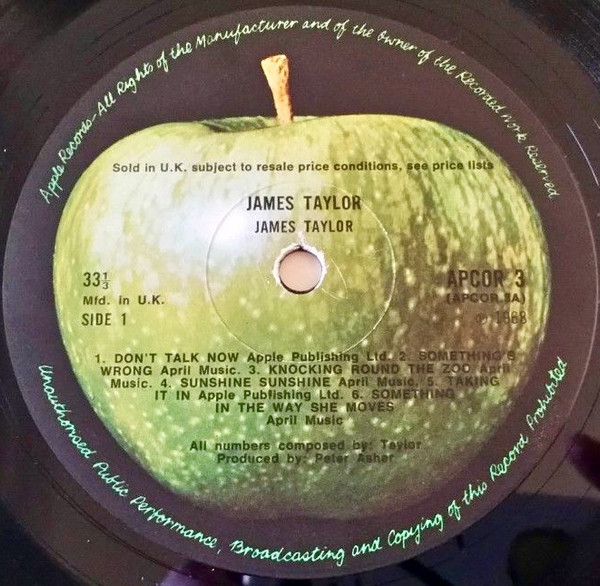 Apple Records-All Rights of the Manufacturer and of the Owner of the Recorded Work Reserved
Sold in U.K. subject to resale price conditions, see price lists
JAMES TAYLOR
JAMES TAYLOR
33⅓
APCOR 3
Mfd. in U.K.
(APCOR.3A)
SIDE 1
℗ 1968
1. DON'T TALK NOW Apple Publishing Ltd. 2. SOMETHING'S
WRONG April Music. 3. KNOCKING ROUND THE ZOO April
Music. 4. SUNSHINE SUNSHINE April Music. 5. TAKING
IT IN Apple Publishing Ltd. 6. SOMETHING
IN THE WAY SHE MOVES
April Music
All numbers composed by: Taylor
Produced by: Peter Asher
Unauthorised Public Performance, Broadcasting and Copying of this Record Prohibited